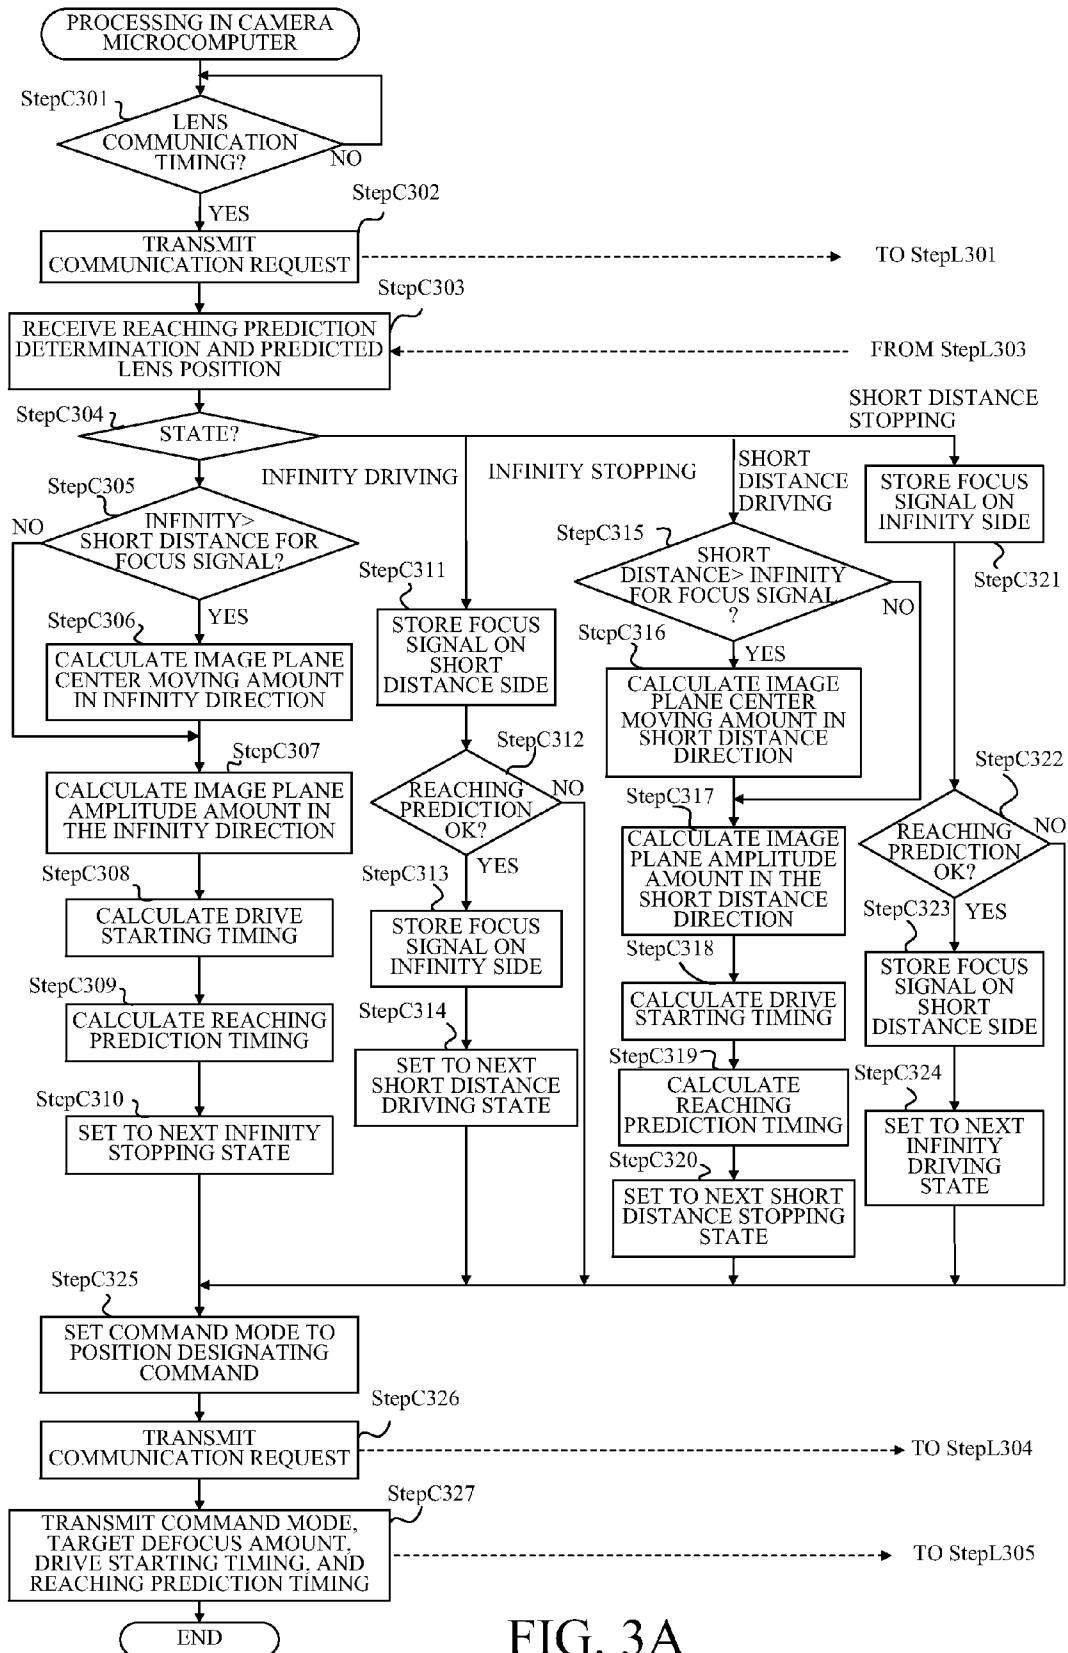 PROCESSING IN CAMERA
MICROCOMPUTER
StepC301
LENS
COMMUNICATION
TIMING?
NO
YES
StepC302
TRANSMIT
COMMUNICATION REQUEST
TO StepL301
StepC303
RECEIVE REACHING PREDICTION
DETERMINATION AND PREDICTED
LENS POSITION
FROM StepL303
StepC304
STATE?
INFINITY DRIVING
INFINITY STOPPING
SHORT
DISTANCE
DRIVING
SHORT DISTANCE
STOPPING
StepC305
INFINITY>
SHORT DISTANCE FOR
FOCUS SIGNAL?
NO
YES
StepC306
CALCULATE IMAGE PLANE
CENTER MOVING AMOUNT
IN INFINITY DIRECTION
StepC307
CALCULATE IMAGE PLANE
AMPLITUDE AMOUNT IN
THE INFINITY DIRECTION
StepC308
CALCULATE DRIVE
STARTING TIMING
StepC309
CALCULATE REACHING
PREDICTION TIMING
StepC310
SET TO NEXT INFINITY
STOPPING STATE
StepC311
STORE FOCUS
SIGNAL ON
SHORT
DISTANCE SIDE
StepC312
REACHING
PREDICTION
OK?
NO
YES
StepC313
STORE FOCUS
SIGNAL ON
INFINITY SIDE
StepC314
SET TO NEXT
SHORT DISTANCE
DRIVING STATE
StepC315
SHORT
DISTANCE> INFINITY
FOR FOCUS SIGNAL
?
NO
YES
StepC316
CALCULATE IMAGE
PLANE CENTER
MOVING AMOUNT IN
SHORT DISTANCE
DIRECTION
StepC317
CALCULATE IMAGE
PLANE AMPLITUDE
AMOUNT IN THE
SHORT DISTANCE
DIRECTION
StepC318
CALCULATE DRIVE
STARTING TIMING
StepC319
CALCULATE
REACHING
PREDICTION TIMING
StepC320
SET TO NEXT SHORT
DISTANCE STOPPING
STATE
STORE FOCUS
SIGNAL ON
INFINITY SIDE
StepC321
StepC322
REACHING
PREDICTION
OK?
NO
YES
StepC323
STORE FOCUS
SIGNAL ON
SHORT
DISTANCE SIDE
StepC324
SET TO NEXT
INFINITY
DRIVING
STATE
StepC325
SET COMMAND MODE TO
POSITION DESIGNATING
COMMAND
StepC326
TRANSMIT
COMMUNICATION REQUEST
TO StepL304
StepC327
TRANSMIT COMMAND MODE,
TARGET DEFOCUS AMOUNT,
DRIVE STARTING TIMING, AND
REACHING PREDICTION TIMING
TO StepL305
END
FIG. 3A